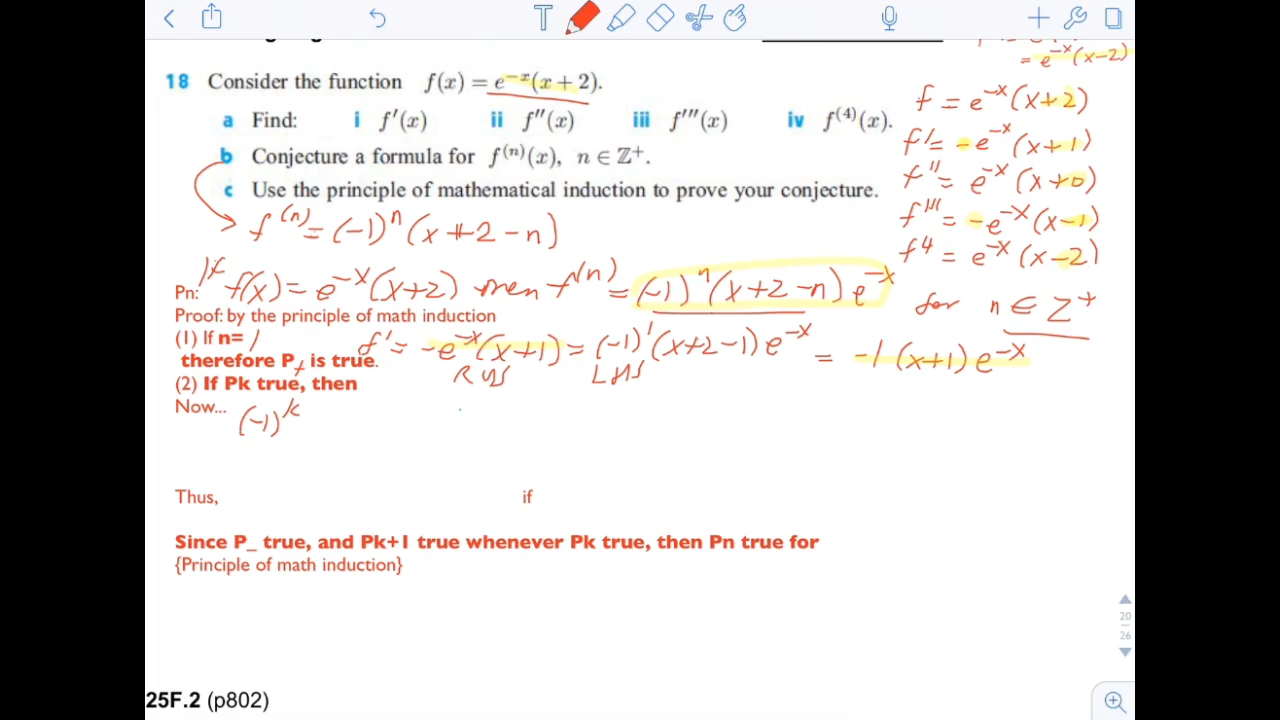 = e^{-x}(x-2)
18 Consider the function f(x) = e^{-x}(x + 2).
a Find: i f'(x) ii f''(x) iii f'''(x) iv f^{(4)}(x).
b Conjecture a formula for f^{(n)}(x), n ∈ ℤ⁺.
c Use the principle of mathematical induction to prove your conjecture.
f = e^{-x}(x+2)
f' = -e^{-x}(x+1)
f'' = e^{-x}(x+0)
f''' = -e^{-x}(x-1)
f4 = e^{-x}(x-2)
f^{(n)} = (-1)^n (x+2-n)
Pn: If f(x) = e^{-x}(x+2) then f^{(n)} = (-1)^n (x+2-n) e^{-x} for n ∈ Z⁺
Proof: by the principle of math induction
(1) If n= 1 f' = -e^{-x}(x+1) = (-1)^1 (x+2-1) e^{-x} = -1(x+1) e^{-x}
therefore P_1 is true. RHS LHS
(2) If Pk true, then
Now... (-1)^k
Thus, if
Since P_ true, and Pk+1 true whenever Pk true, then Pn true for
{Principle of math induction}
20
26
25F.2 (p802)